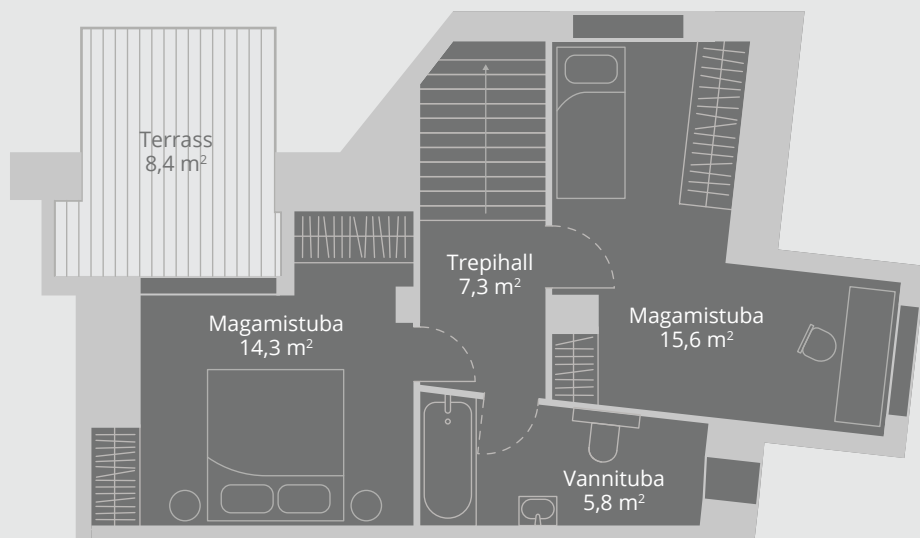 Terrass
8,4 m²
Trepihall
7,3 m²
Magamistuba
14,3 m²
Magamistuba
15,6 m²
Vannituba
5,8 m²